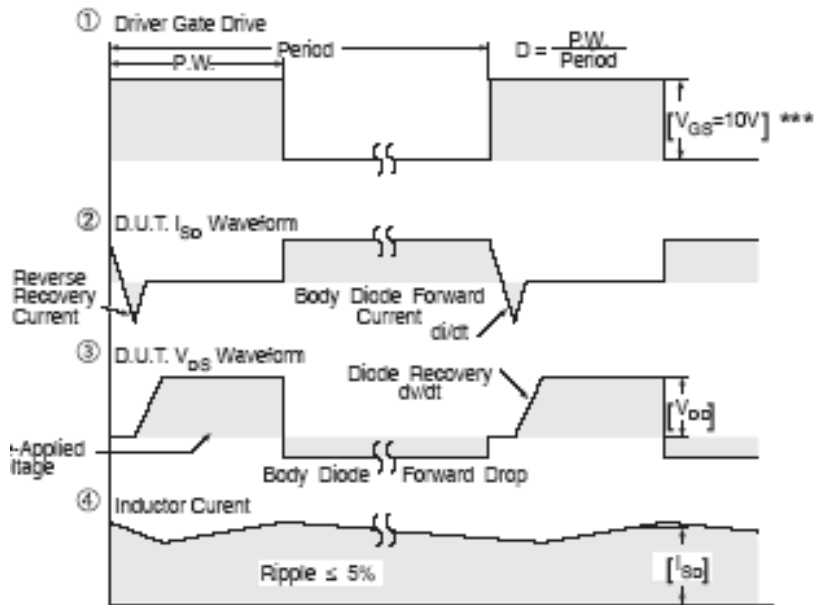 ① Driver Gate Drive
P.W.
Period
D = P.W.
Period
[VGS=10V] ***
② D.U.T. ISD Waveform
Reverse
Recovery
Current
Body Diode Forward
Current
di/dt
③ D.U.T. VDS Waveform
Diode Recovery
dv/dt
[VDD]
-Applied
ltage
Body Diode Forward Drop
④ Inductor Curent
Ripple ≤ 5%
[ISD]